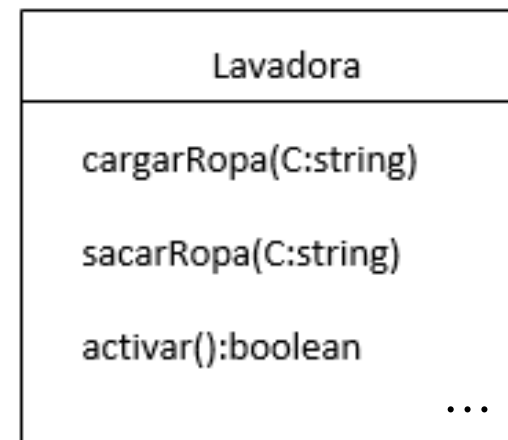 Lavadora
cargarRopa(C:string)
sacarRopa(C:string)
activar():boolean
...